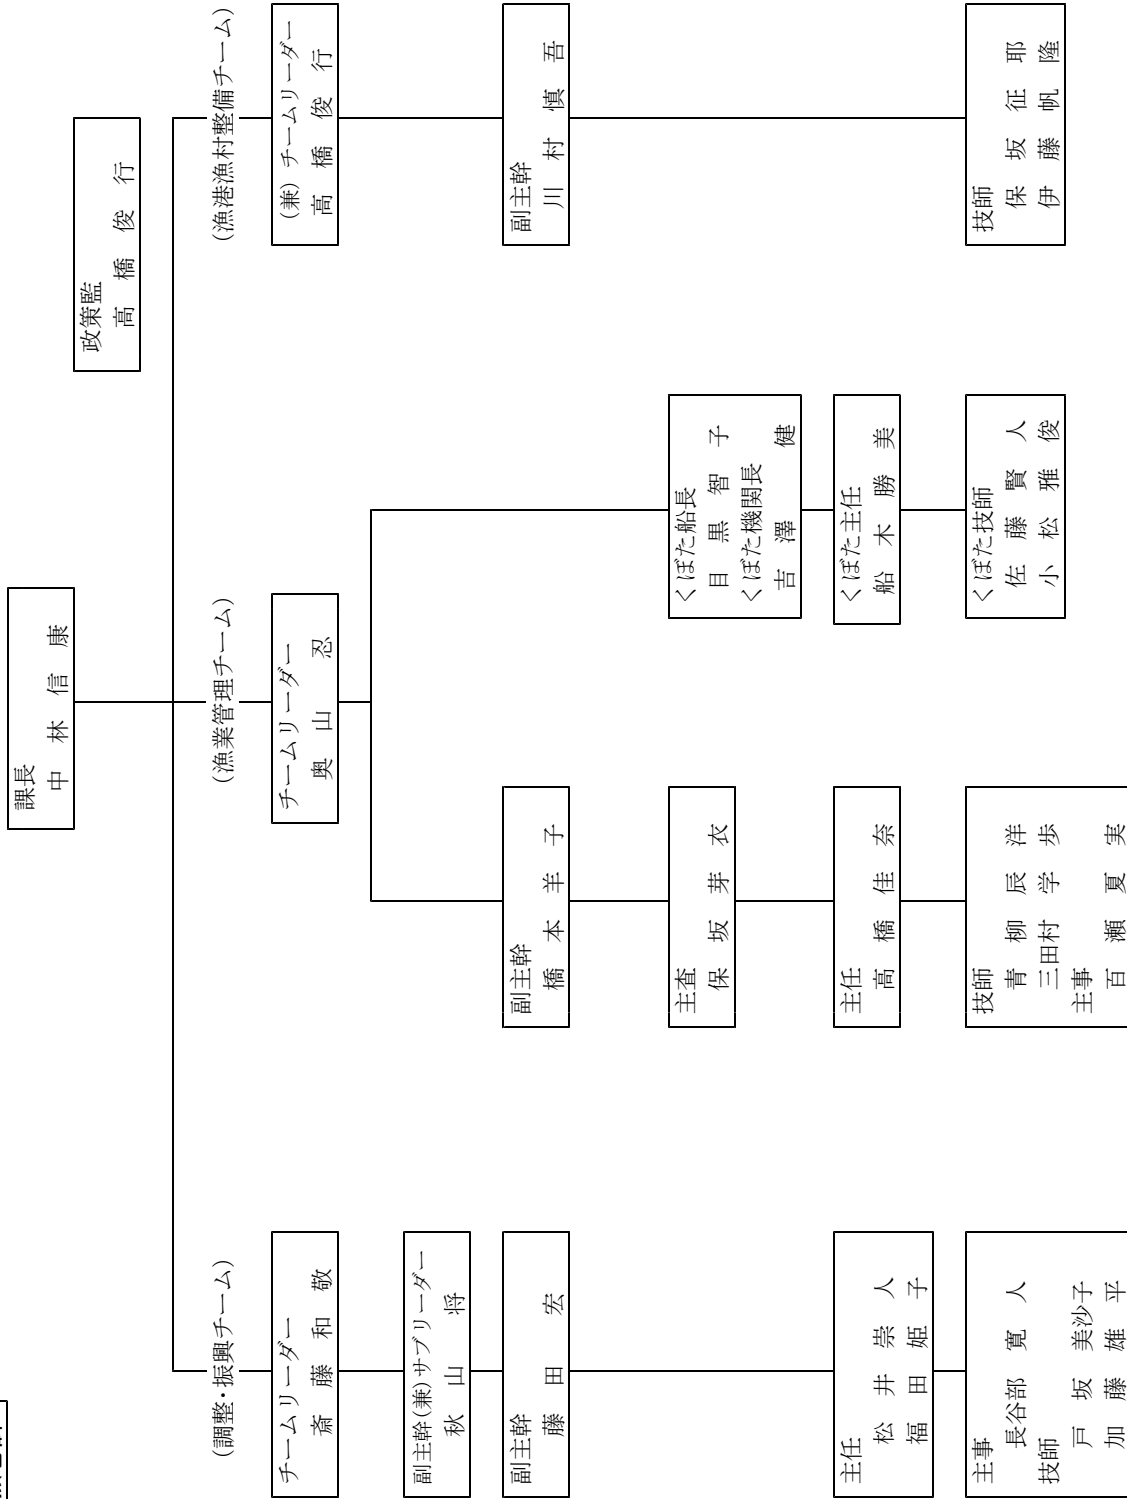 課長
中林信康
政策監
高橋俊行
(調整・振興チーム)
チームリーダー
斎藤和敬
副主幹(兼)サブリーダー
秋山将
副主幹
藤田宏
主任
松井崇人
福田姫子
主事
長谷部寛人
技師
戸坂美沙子
加藤雄平
(漁業管理チーム)
チームリーダー
奥山忍
副主幹
橋本羊子
主査
保坂芽衣
主任
高橋佳奈
技師
青柳辰洋
三田村学歩
主事
百瀬夏実
くぼた船長
目黒智子
くぼた機関長
吉澤健
くぼた主任
船木勝美
くぼた技師
佐藤賢人
小松雅俊
(漁港漁村整備チーム)
(兼)チームリーダー
高橋俊行
副主幹
川村慎吾
技師
保坂征耶
伊藤帆隆